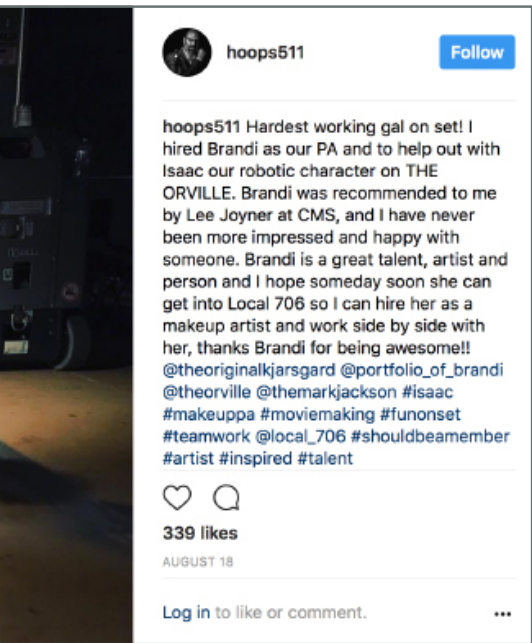 hoops511
Follow
hoops511 Hardest working gal on set! I
hired Brandi as our PA and to help out with
Isaac our robotic character on THE
ORVILLE. Brandi was recommended to me
by Lee Joyner at CMS, and I have never
been more impressed and happy with
someone. Brandi is a great talent, artist and
person and I hope someday soon she can
get into Local 706 so I can hire her as a
makeup artist and work side by side with
her, thanks Brandi for being awesome!!
@theoriginalkjarsgard @portfolio_of_brandi
@theorville @themarkjackson #isaac
#makeuppa #moviemaking #funonset
#teamwork @local_706 #shouldbeamember
#artist #inspired #talent
339 likes
AUGUST 18
Log in to like or comment.